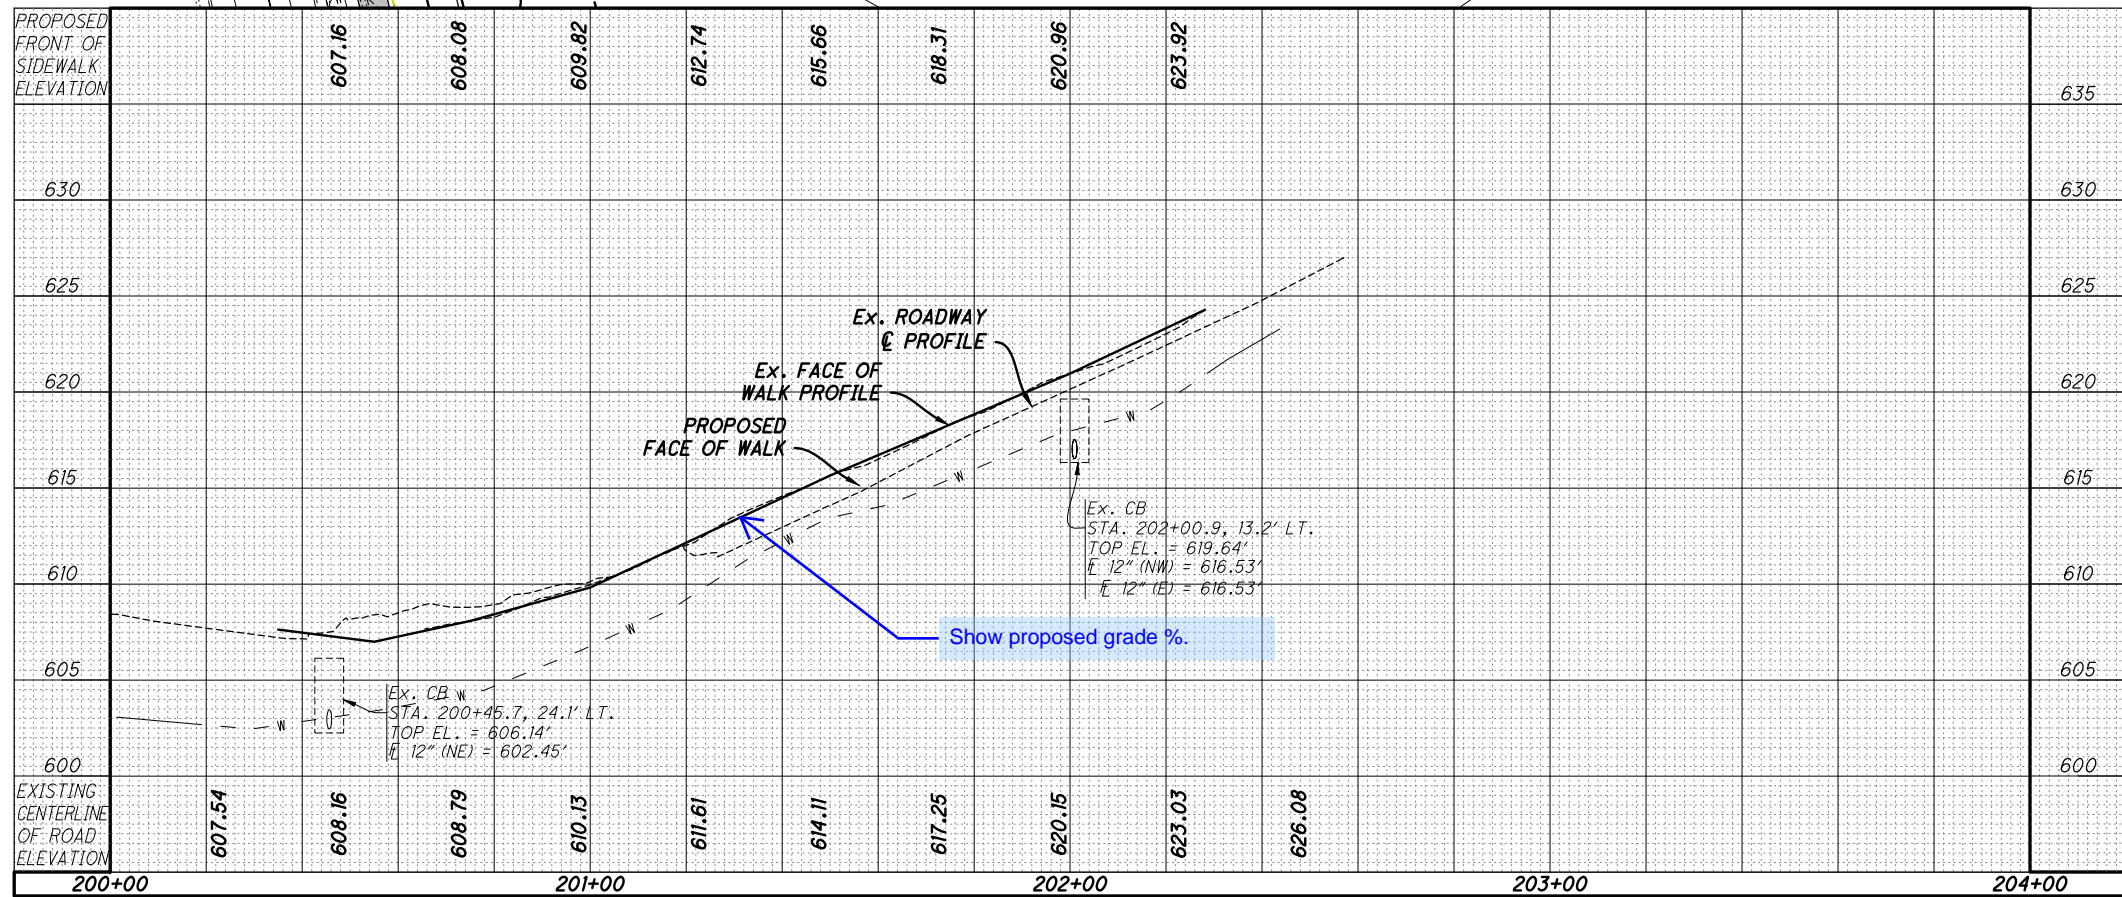 PROPOSED
FRONT OF
SIDEWALK
ELEVATION
607.16
608.08
609.82
612.74
615.66
618.31
620.96
623.92
635
635
630
630
625
625
Ex. ROADWAY
℄ PROFILE
Ex. FACE OF
WALK PROFILE
620
620
PROPOSED
FACE OF WALK
W
W
615
615
Ex. CB
STA. 202+00.9, 13.2' LT.
TOP EL. = 619.64'
12" (NW) = 616.53'
12" (E) = 616.53'
W
610
610
W
Show proposed grade %.
605
605
Ex. CB
W
STA. 200+45.7, 24.1' LT.
W
TOP EL. = 606.14'
12" (NE) = 602.45'
600
600
EXISTING
CENTERLINE
OF ROAD
ELEVATION
607.54
608.16
608.79
610.13
611.61
614.11
617.25
620.15
623.03
626.08
200+00
201+00
202+00
203+00
204+00